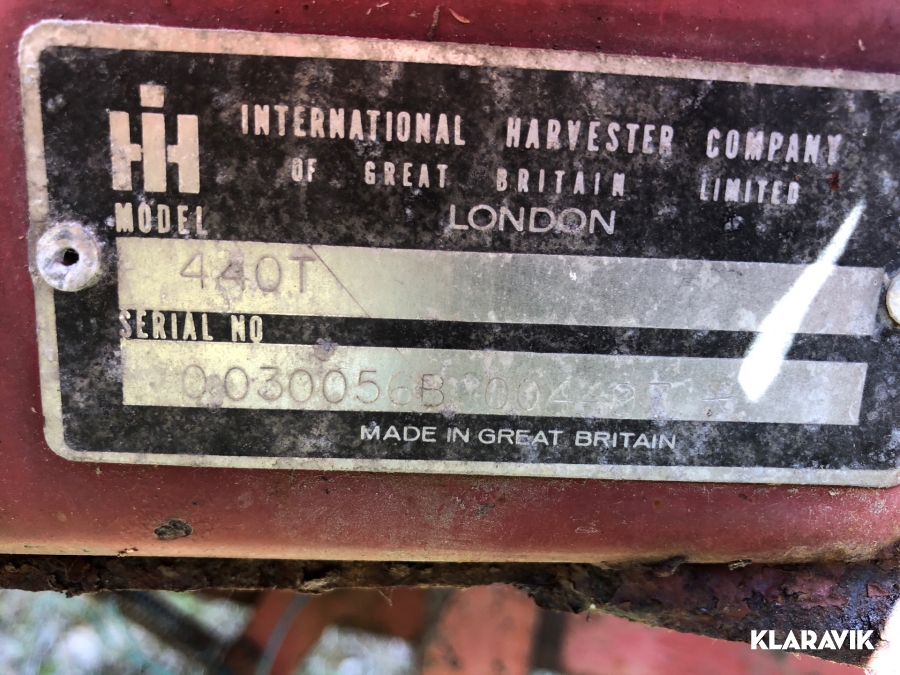 IH
INTERNATIONAL HARVESTER COMPANY
OF GREAT BRITAIN LIMITED
LONDON
MODEL
440T
SERIAL NO
MADE IN GREAT BRITAIN
KLARAVIK